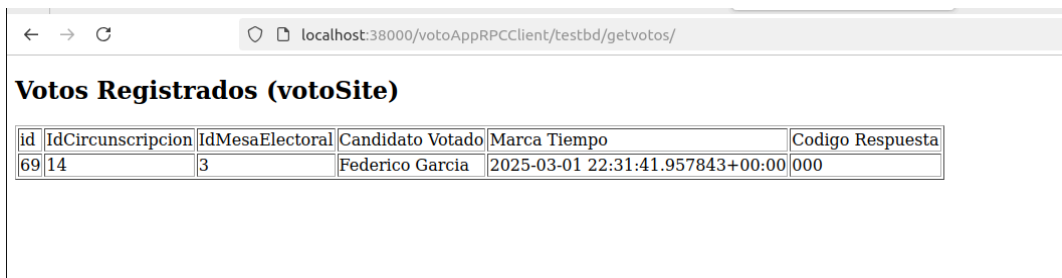 localhost:38000/votoAppRPCClient/testbd/getvotos/
Votos Registrados (votoSite)
id IdCircunscripcion IdMesaElectoral Candidato Votado Marca Tiempo Codigo Respuesta
69 14 3 Federico Garcia 2025-03-01 22:31:41.957843+00:00 000